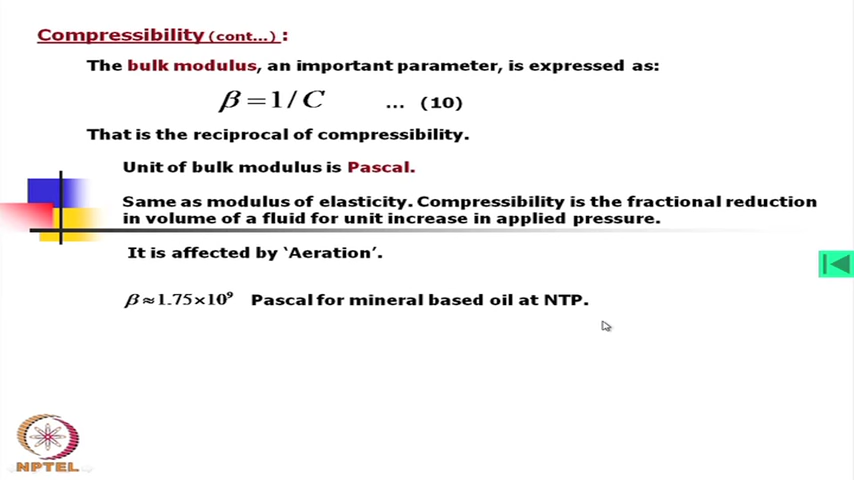 Compressibility (cont...) :
The bulk modulus, an important parameter, is expressed as:
β = 1 / C ... (10)
That is the reciprocal of compressibility.
Unit of bulk modulus is Pascal.
Same as modulus of elasticity. Compressibility is the fractional reduction
in volume of a fluid for unit increase in applied pressure.
It is affected by ‘Aeration’.
β ≈ 1.75×10⁹ Pascal for mineral based oil at NTP.
NPTEL